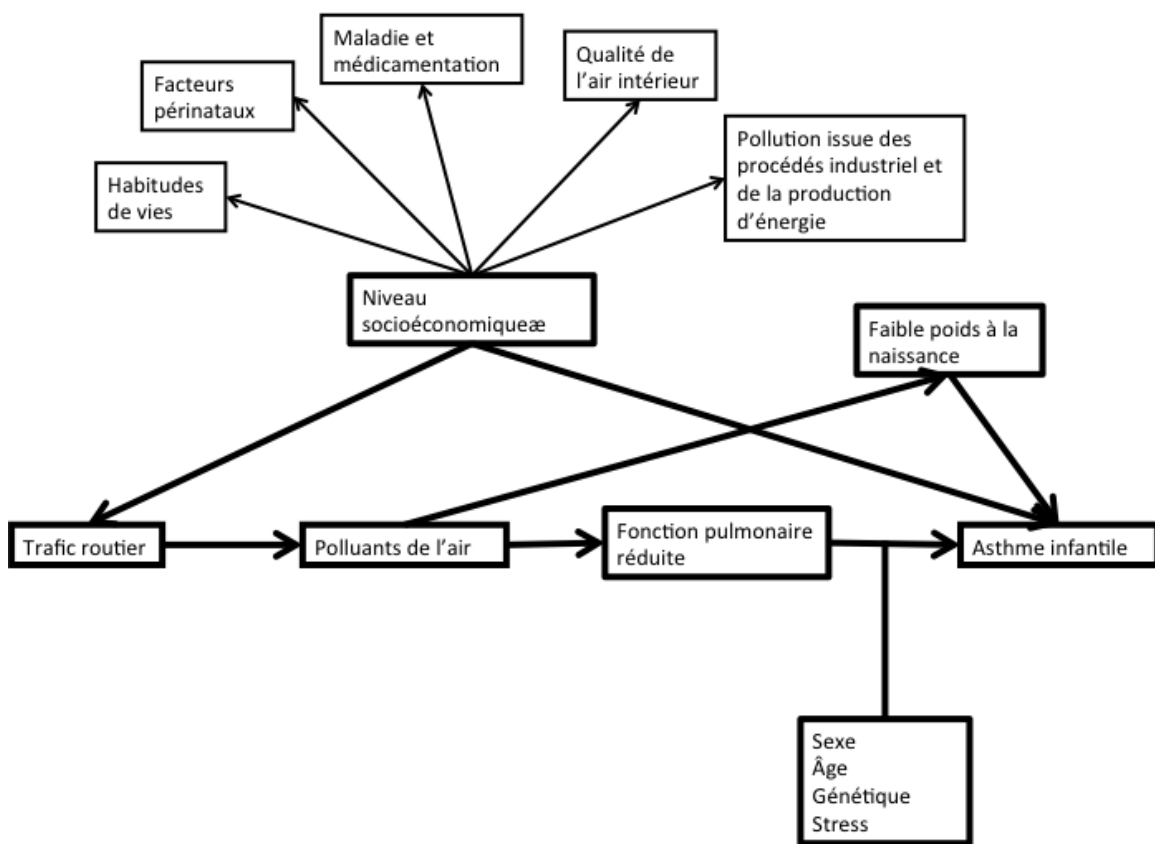 Maladie et
médicamentation
Qualité de
l'air intérieur
Facteurs
périnataux
Pollution issue des
procédés industriel et
de la production
d'énergie
Habitudes
de vies
Niveau
socioéconomiqueæ
Faible poids à la
naissance
Trafic routier
Polluants de l'air
Fonction pulmonaire
réduite
Asthme infantile
Sexe
Âge
Génétique
Stress